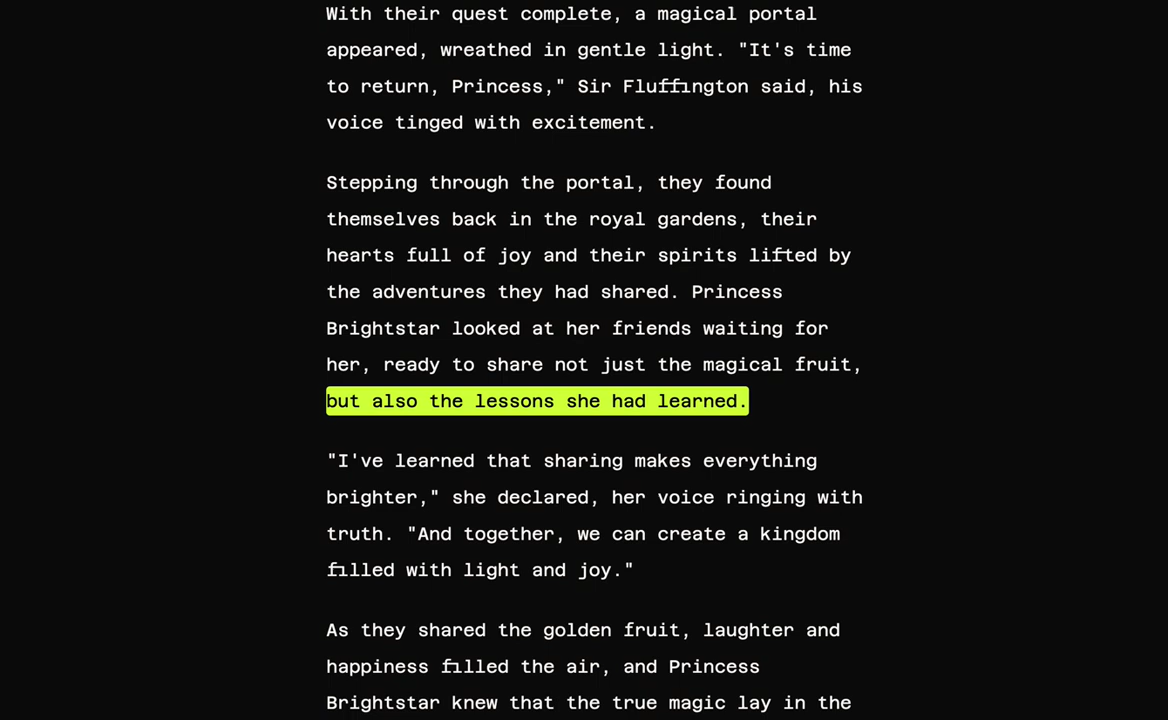 With their quest complete, a magical portal
appeared, wreathed in gentle light. "It's time
to return, Princess," Sir Fluffington said, his
voice tinged with excitement.
Stepping through the portal, they found
themselves back in the royal gardens, their
hearts full of joy and their spirits lifted by
the adventures they had shared. Princess
Brightstar looked at her friends waiting for
her, ready to share not just the magical fruit,
but also the lessons she had learned.
"I've learned that sharing makes everything
brighter," she declared, her voice ringing with
truth. "And together, we can create a kingdom
filled with light and joy."
As they shared the golden fruit, laughter and
happiness filled the air, and Princess
Brightstar knew that the true magic lay in the